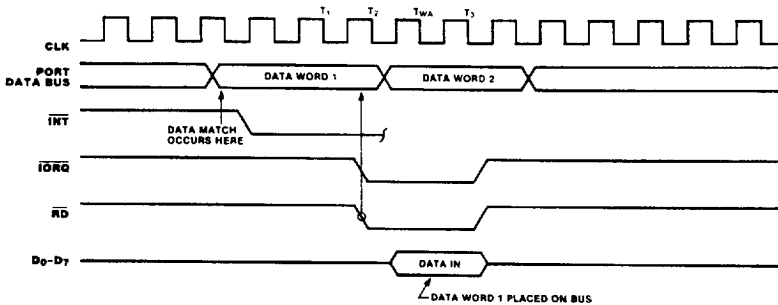 T1 T2 TWA T3
CLK
PORT
DATA BUS
DATA WORD 1 DATA WORD 2
INT
DATA MATCH
OCCURS HERE
IORQ
RD
D0-D7
DATA IN
DATA WORD 1 PLACED ON BUS